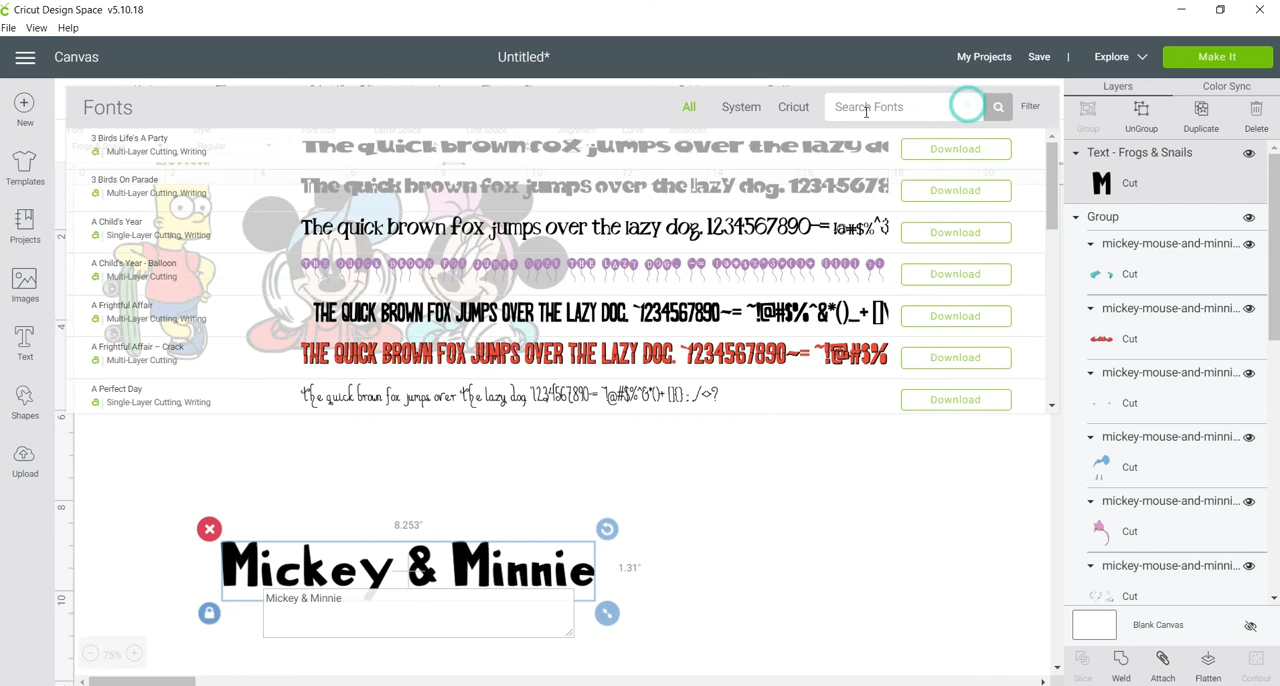 Cricut Design Space v5.10.18
File View Help
Canvas
Untitled*
My Projects Save | Explore Make It
Fonts
All System Cricut Search Fonts Filter
3 Birds Life's A Party
Multi-Layer Cutting, Writing
The quick brown fox jumps over the lazy do
Download
3 Birds On Parade
Multi-Layer Cutting, Writing
The quick brown fox jumps over the lazy dog. 12345678
Download
A Child's Year
Single-Layer Cutting, Writing
The quick brown fox jumps over the lazy dog. 1234567890-= !@#$%^3
Download
A Child's Year - Balloon
Multi-Layer Cutting
Download
A Frightful Affair
Multi-Layer Cutting, Writing
THE QUICK BROWN FOX JUMPS OVER THE LAZY DOG. `1234567890-= ~!@#$%^&*()_+ []\
Download
A Frightful Affair - Crack
Multi-Layer Cutting
THE QUICK BROWN FOX JUMPS OVER THE LAZY DOG. `1234567890-= ~!@#$%
Download
A Perfect Day
Single-Layer Cutting, Writing
the quick brown fox jumps over the lazy dog
Download
New
Templates
Projects
Images
Text
Shapes
Upload
2
4
6
8
10
8.253"
Mickey & Minnie
1.31"
Mickey & Minnie
75%
Layers Color Sync
Group UnGroup Duplicate Delete
Text - Frogs & Snails
M Cut
Group
mickey-mouse-and-minni...
Cut
mickey-mouse-and-minni...
Cut
mickey-mouse-and-minni...
Cut
mickey-mouse-and-minni...
Cut
mickey-mouse-and-minni...
Cut
mickey-mouse-and-minni...
Cut
Blank Canvas
Slice Weld Attach Flatten Contour